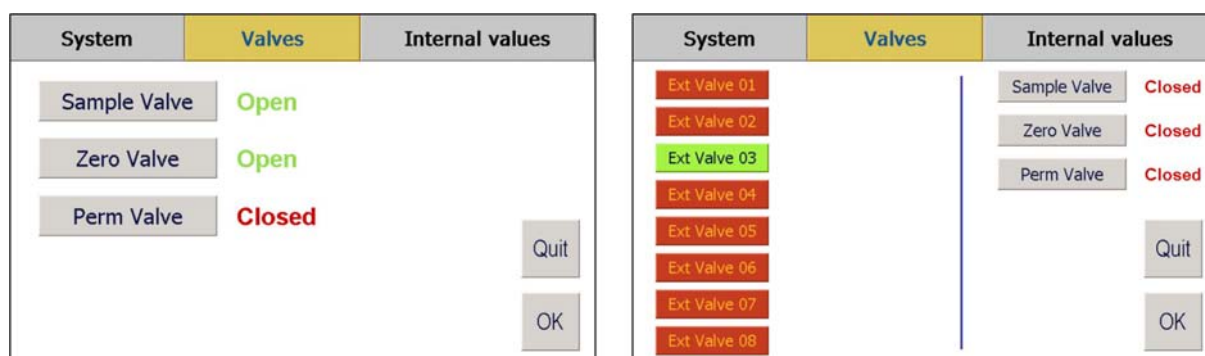 System Valves Internal values
Sample Valve Open
Zero Valve Open
Perm Valve Closed
Quit
OK
System Valves Internal values
Ext Valve 01
Ext Valve 02
Ext Valve 03
Ext Valve 04
Ext Valve 05
Ext Valve 06
Ext Valve 07
Ext Valve 08
Sample Valve Closed
Zero Valve Closed
Perm Valve Closed
Quit
OK